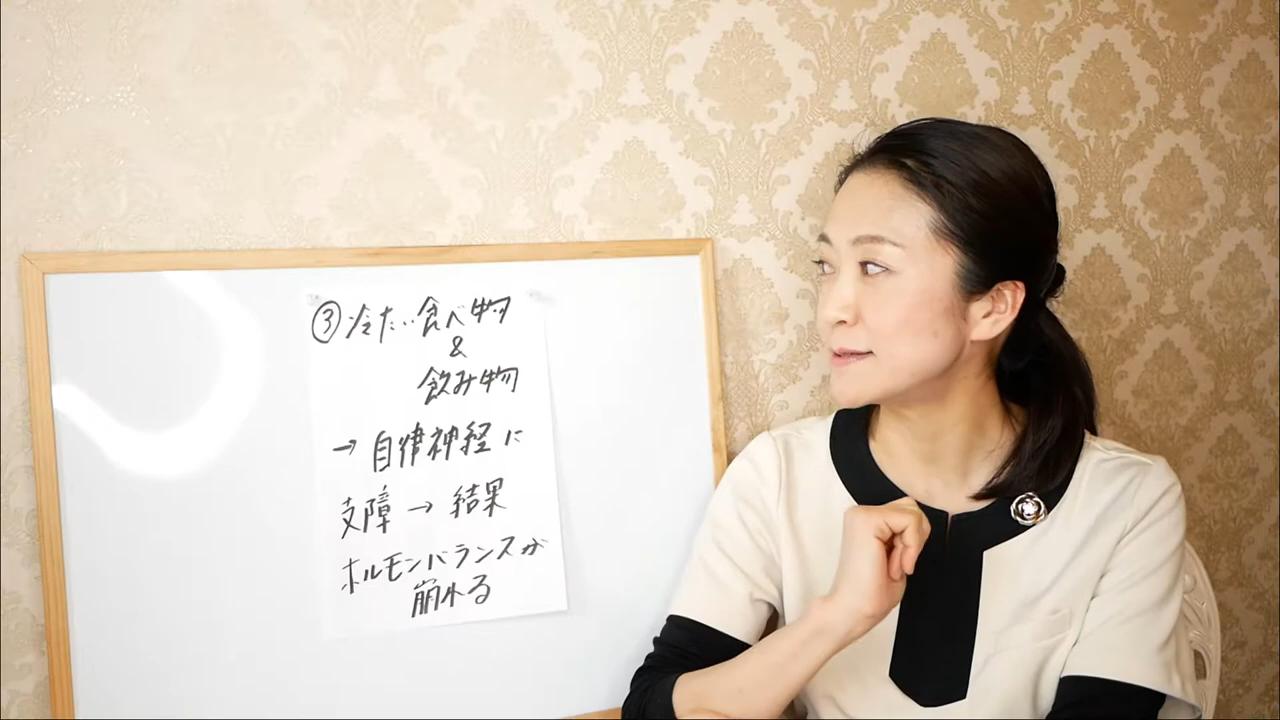 ③冷たい食べ物
&
飲み物
→自律神経に
支障→結果
ホルモンバランスが
崩れる